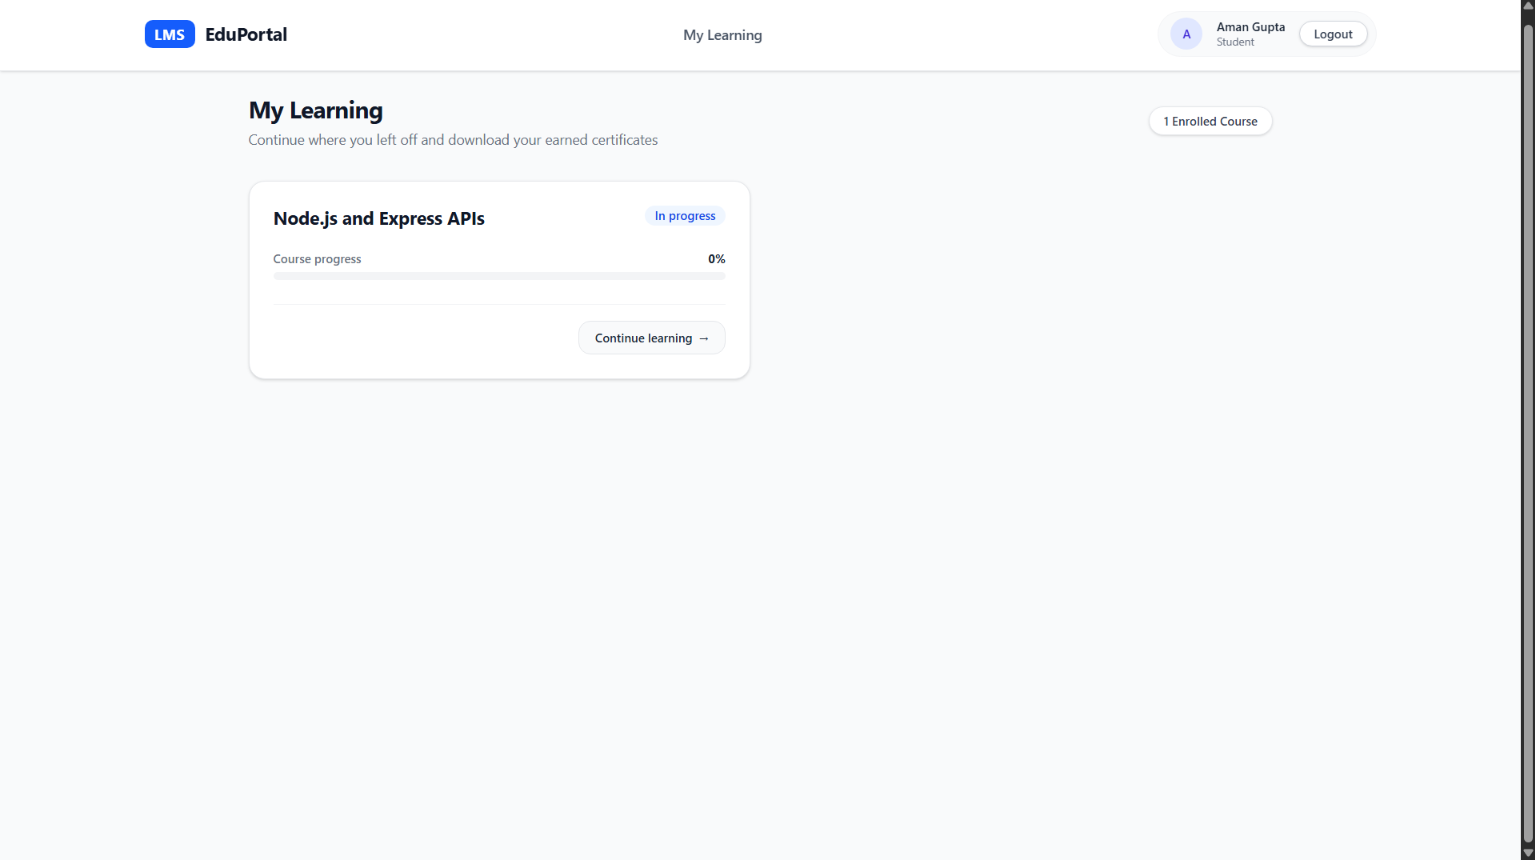 LMS EduPortal
My Learning
A
Aman Gupta
Student
Logout
My Learning
Continue where you left off and download your earned certificates
1 Enrolled Course
Node.js and Express APIs
In progress
Course progress
0%
Continue learning →